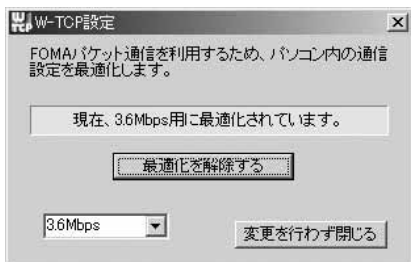 W-TCP設定
FOMAパケット通信を利用するため、パソコン内の通信
設定を最適化します。
現在、3.6Mbps用に最適化されています。
最適化を解除する
3.6Mbps
変更を行わず閉じる